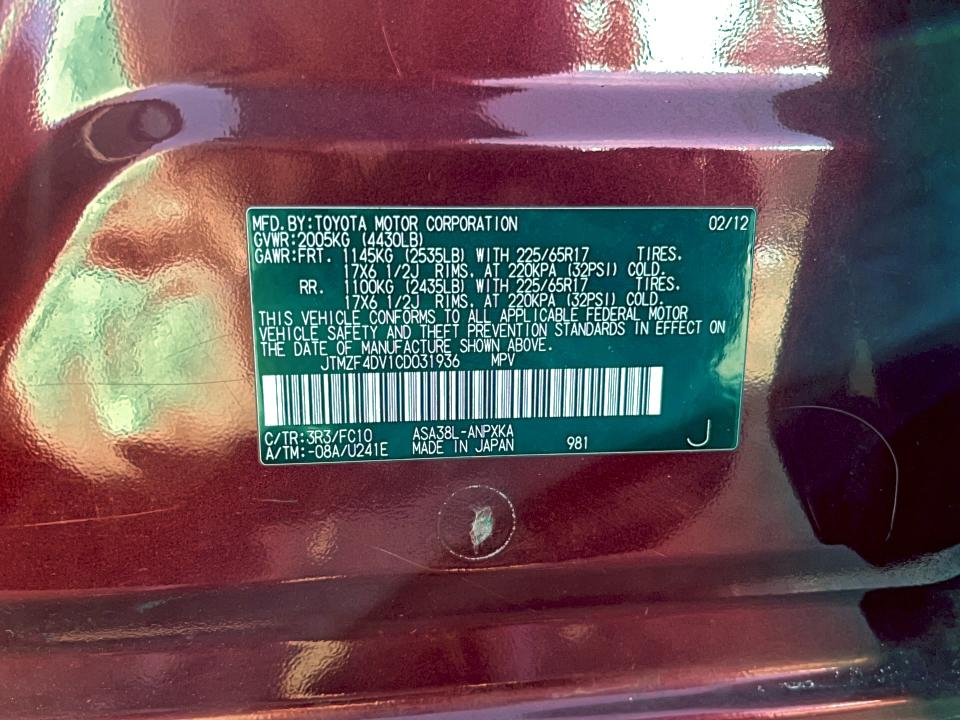 MFD.BY:TOYOTA MOTOR CORPORATION 02/12
GVWR:2005KG (4430LB)
GAWR:FRT. 1145KG (2535LB) WITH 225/65R17 TIRES.
17X6 1/2J RIMS. AT 220KPA (32PSI) COLD.
RR. 1100KG (2435LB) WITH 225/65R17 TIRES.
17X6 1/2J RIMS. AT 220KPA (32PSI) COLD.
THIS VEHICLE CONFORMS TO ALL APPLICABLE FEDERAL MOTOR
VEHICLE SAFETY AND THEFT PREVENTION STANDARDS IN EFFECT ON
THE DATE OF MANUFACTURE SHOWN ABOVE.
JTMZF4DV1CD031936 MPV
C/TR:3R3/FC10 ASA38L-ANPXKA
A/TM:-08A/U241E MADE IN JAPAN 981 J